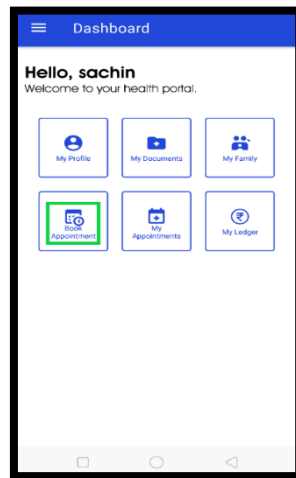 Dashboard
Hello, sachin
Welcome to your health portal.
My Profile
My Documents
My Family
Book
Appointment
My
Appointments
My Ledger